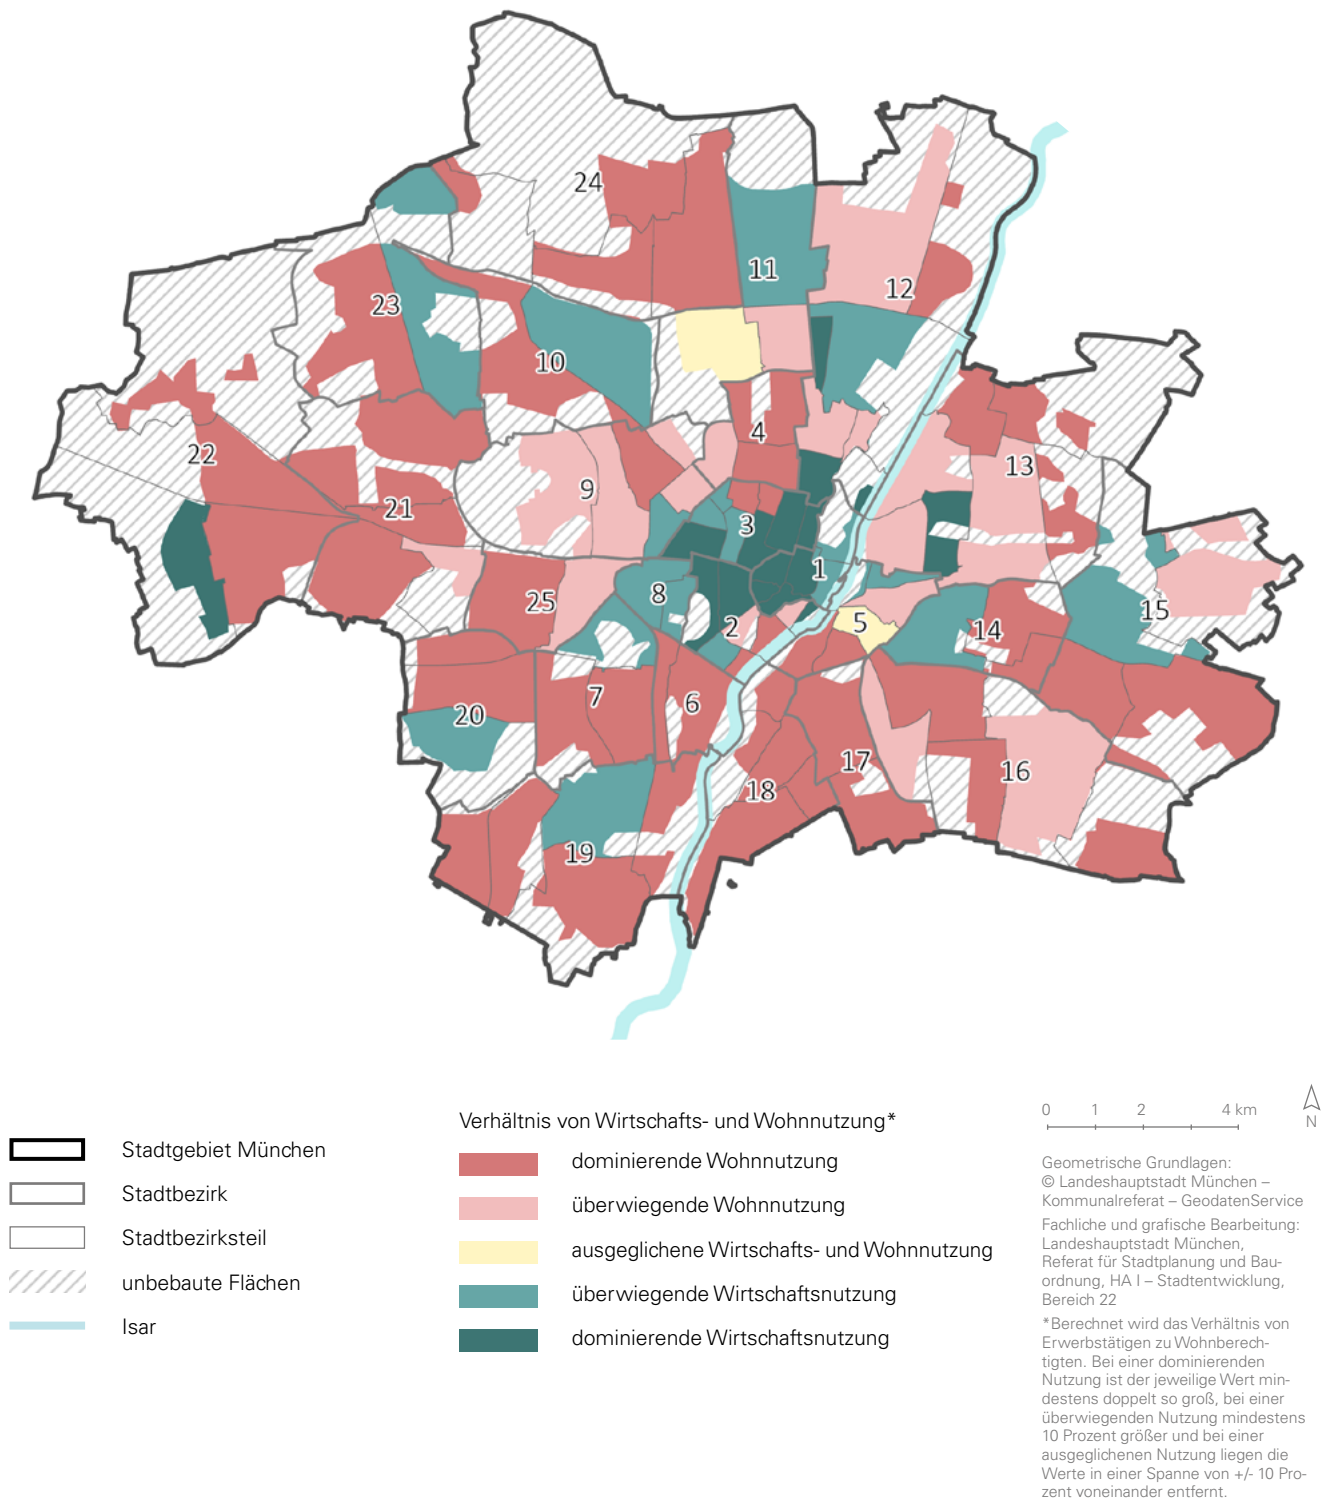 24
11
12
23
10
4
22
9
13
21
3
1
8
25
2
5
14
15
7
6
20
17
16
18
19
Stadtgebiet München
Stadtbezirk
Stadtbezirksteil
unbebaute Flächen
Isar
Verhältnis von Wirtschafts- und Wohnnutzung*
dominierende Wohnnutzung
überwiegende Wohnnutzung
ausgeglichene Wirtschafts- und Wohnnutzung
überwiegende Wirtschaftsnutzung
dominierende Wirtschaftsnutzung
0 1 2 4 km
N
Geometrische Grundlagen:
© Landeshauptstadt München –
Kommunalreferat – GeodatenService
Fachliche und grafische Bearbeitung:
Landeshauptstadt München,
Referat für Stadtplanung und Bau-
ordnung, HA I – Stadtentwicklung,
Bereich 22
*Berechnet wird das Verhältnis von
Erwerbstätigen zu Wohnberech-
tigten. Bei einer dominierenden
Nutzung ist der jeweilige Wert min-
destens doppelt so groß, bei einer
überwiegenden Nutzung mindestens
10 Prozent größer und bei einer
ausgeglichenen Nutzung liegen die
Werte in einer Spanne von +/- 10 Pro-
zent voneinander entfernt.